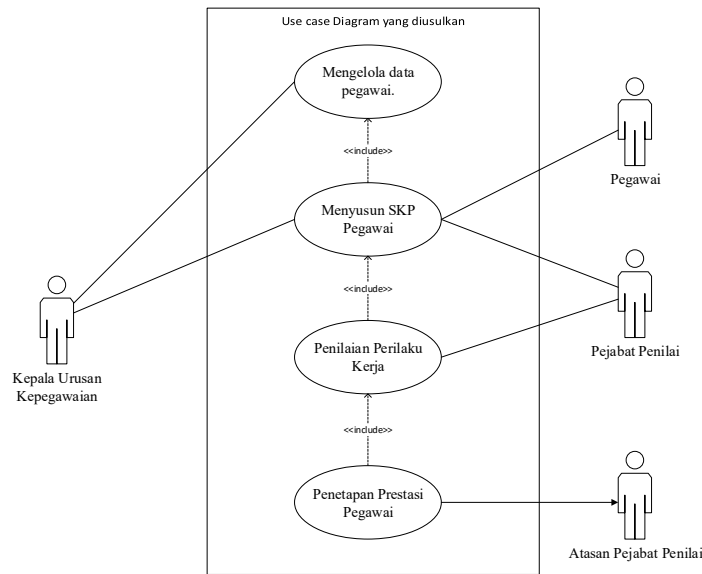 Use case Diagram yang diusulkan
Mengelola data
pegawai.
<<include>>
Menyusun SKP
Pegawai
<<include>>
Penilaian Perilaku
Kerja
<<include>>
Penetapan Prestasi
Pegawai
Kepala Urusan
Kepegawaian
Pegawai
Pejabat Penilai
Atasan Pejabat Penilai